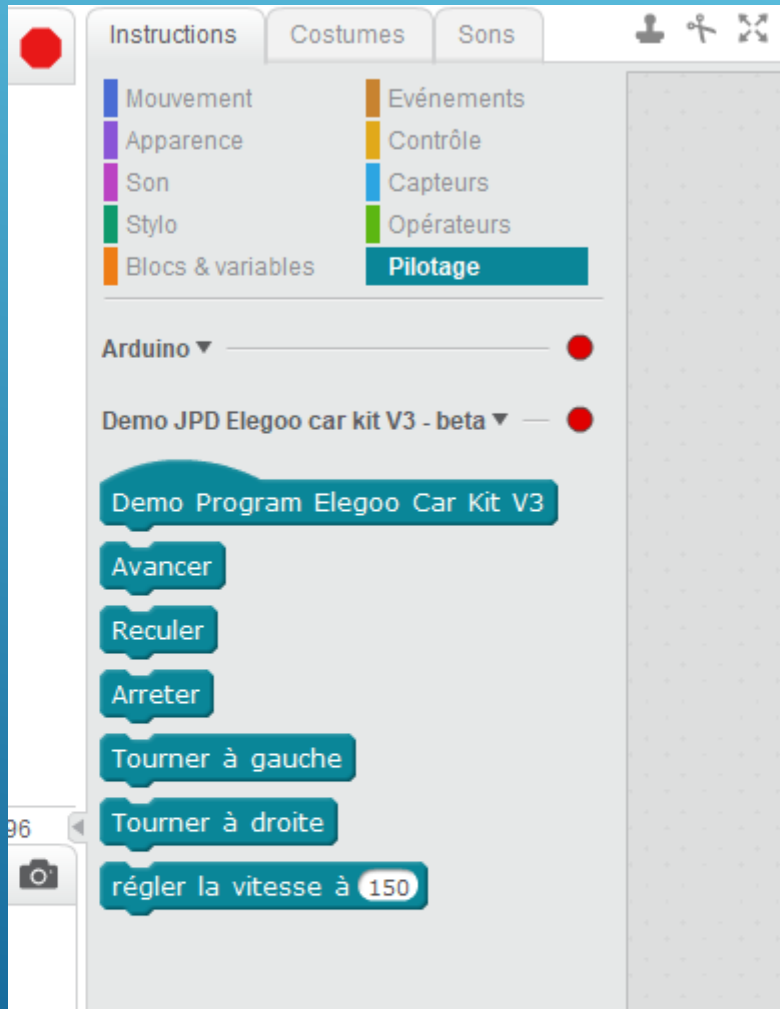 Instructions Costumes Sons
Mouvement Evénements
Apparence Contrôle
Son Capteurs
Stylo Opérateurs
Blocs & variables Pilotage
Arduino
Demo JPD Elegoo car kit V3 - beta
Demo Program Elegoo Car Kit V3
Avancer
Reculer
Arreter
Tourner à gauche
Tourner à droite
96
régler la vitesse à 150